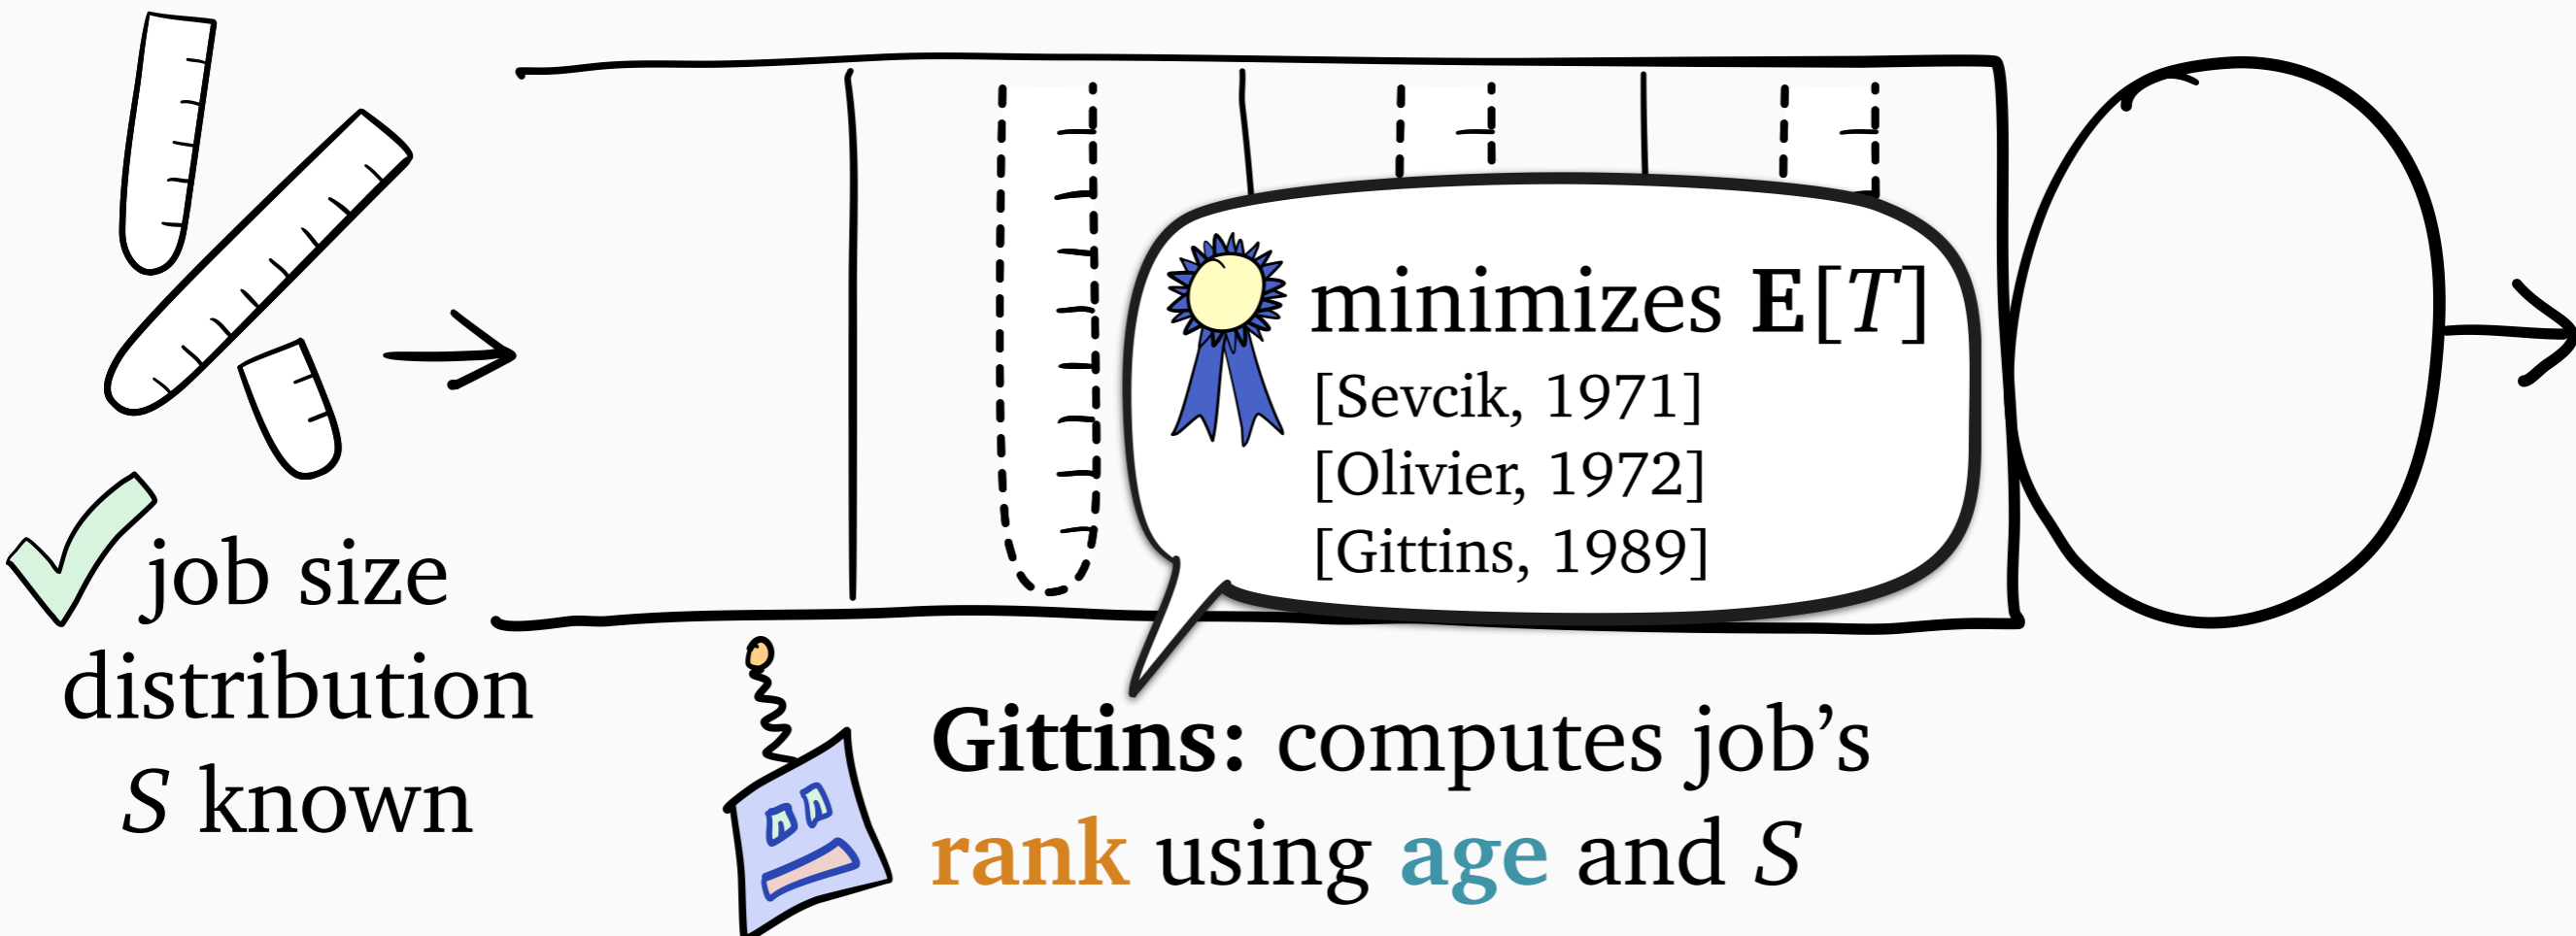 minimizes E[T]
[Sevcik, 1971]
[Olivier, 1972]
[Gittins, 1989]
job size
distribution
S known
Gittins: computes job’s
rank using age and S